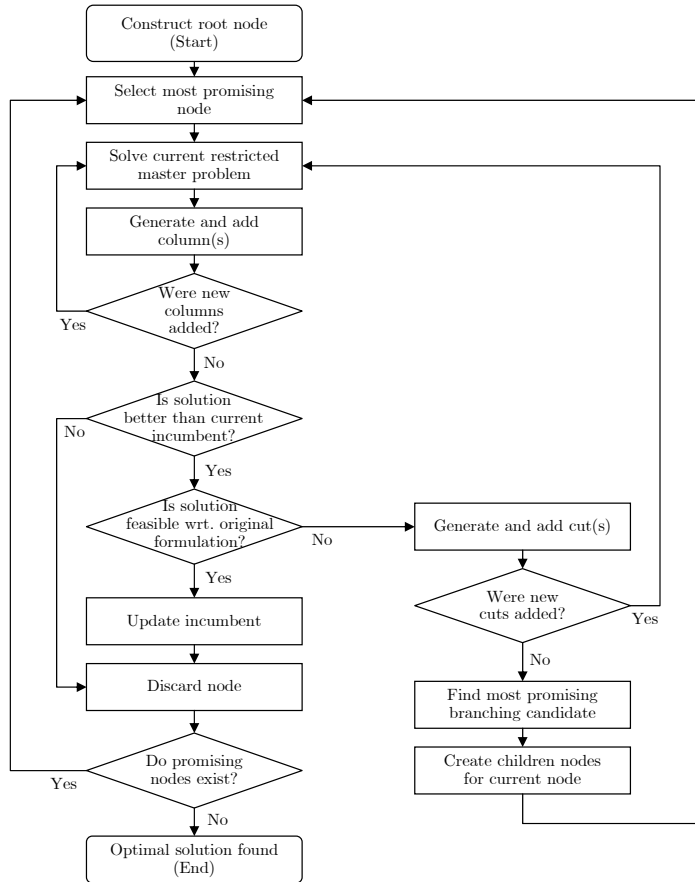 Construct root node
(Start)
Select most promising
node
Solve current restricted
master problem
Generate and add
column(s)
Were new
columns
added?
Yes
No
Is solution
better than current
incumbent?
No
Yes
Is solution
feasible wrt. original
formulation?
No
Yes
Generate and add cut(s)
Were new
cuts added?
Yes
No
Update incumbent
Discard node
Find most promising
branching candidate
Create children nodes
for current node
Do promising
nodes exist?
Yes
No
Optimal solution found
(End)